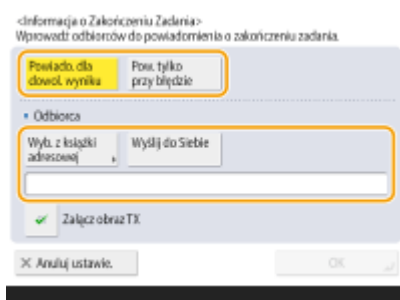 <Informacja o Zakończeniu Zadania>
Wprowadź odbiorców do powiadomienia o zakończeniu zadania.
Powiado. dla
dowol. wyniku
Pow. tylko
przy błędzie
Odbiorca
Wyb. z książki
adresowej
Wyślij do Siebie
Załącz obraz TX
Anuluj ustawie.
OK